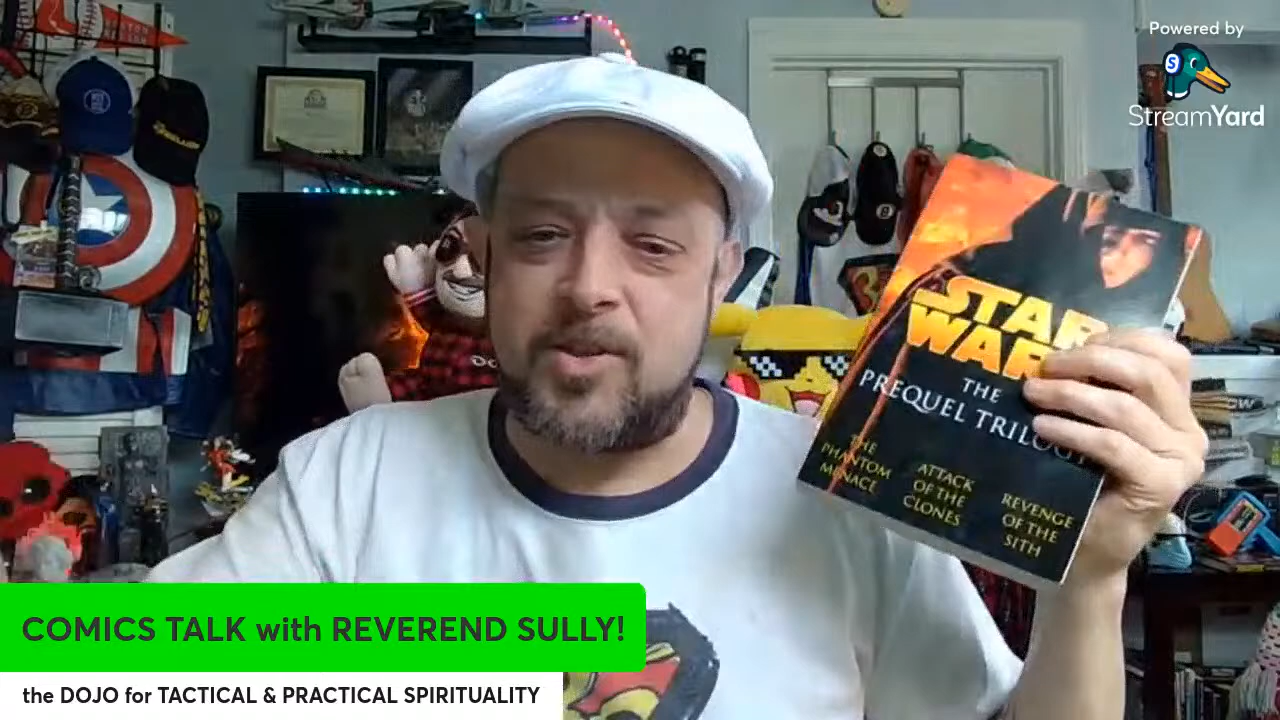 Powered by
StreamYard
STAR
WAR
THE
PREQUEL TRILOGY
THE
PHANTOM
MENACE
ATTACK
OF THE
CLONES
REVENGE
OF THE
SITH
COMICS TALK with REVEREND SULLY!
the DOJO for TACTICAL & PRACTICAL SPIRITUALITY